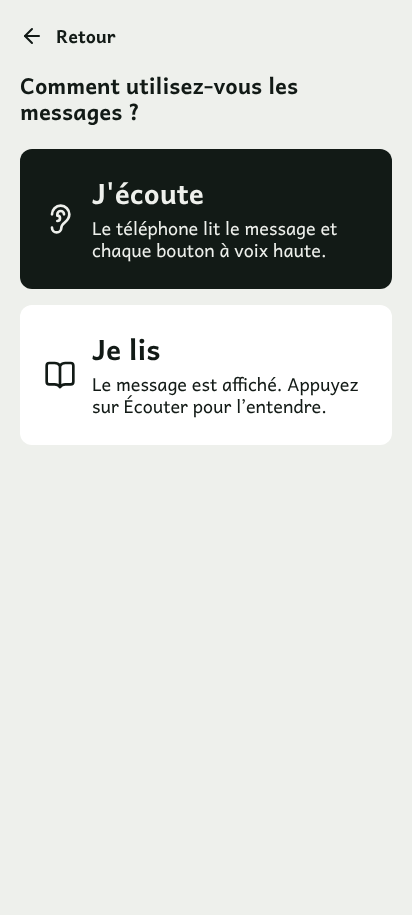 Retour
Comment utilisez-vous les
messages ?
J'écoute
Le téléphone lit le message et
chaque bouton à voix haute.
Je lis
Le message est affiché. Appuyez
sur Écouter pour l’entendre.